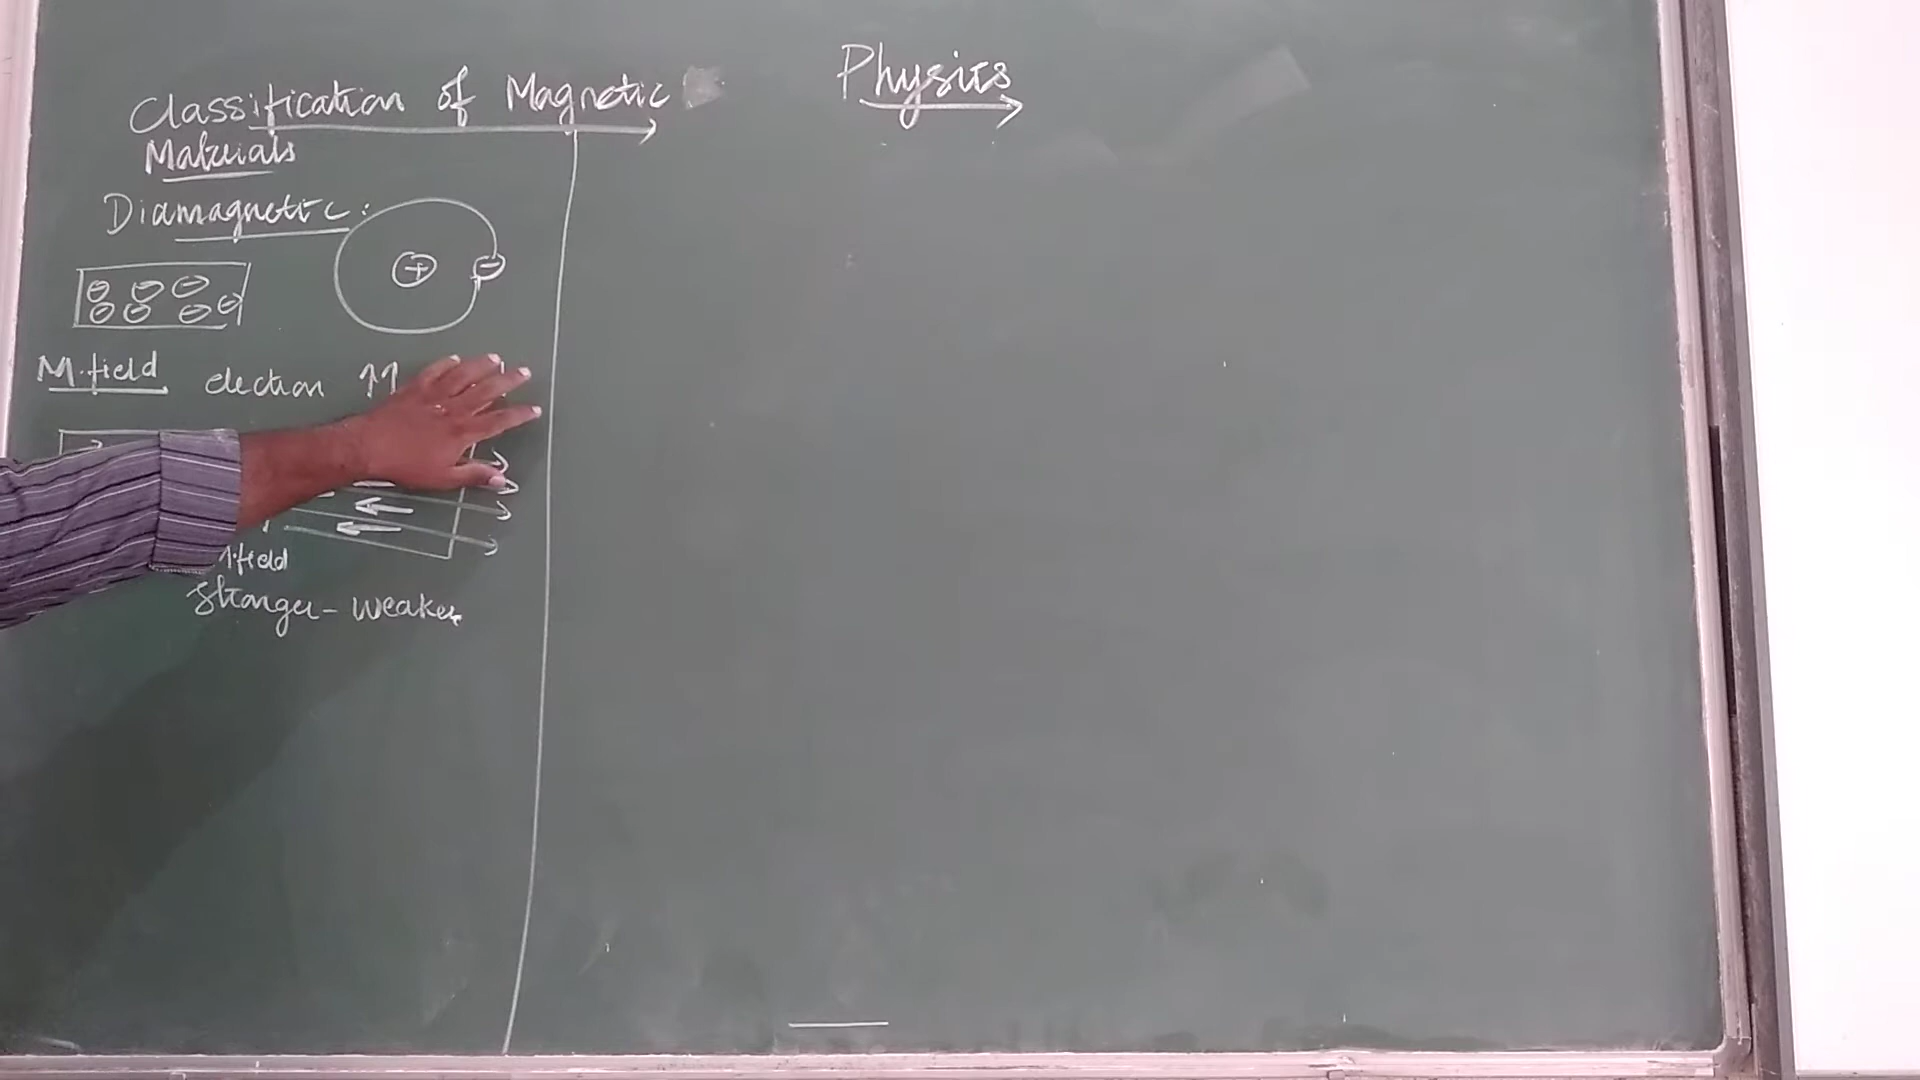 Physics
Classification of Magnetic
Materials
Diamagnetic:
+ -
M.field electron ↑↑
M.field
Stronger - weaker